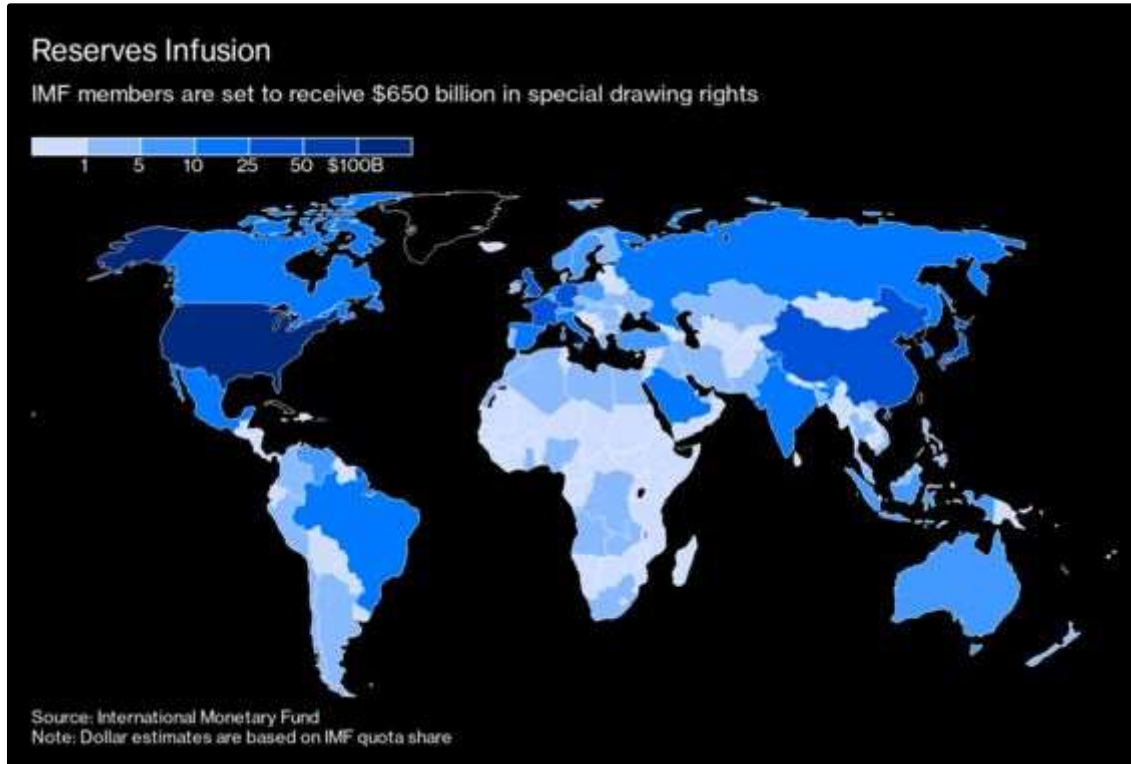 Reserves Infusion
IMF members are set to receive $650 billion in special drawing rights
1 5 10 25 50 $100B
Source: International Monetary Fund
Note: Dollar estimates are based on IMF quota share